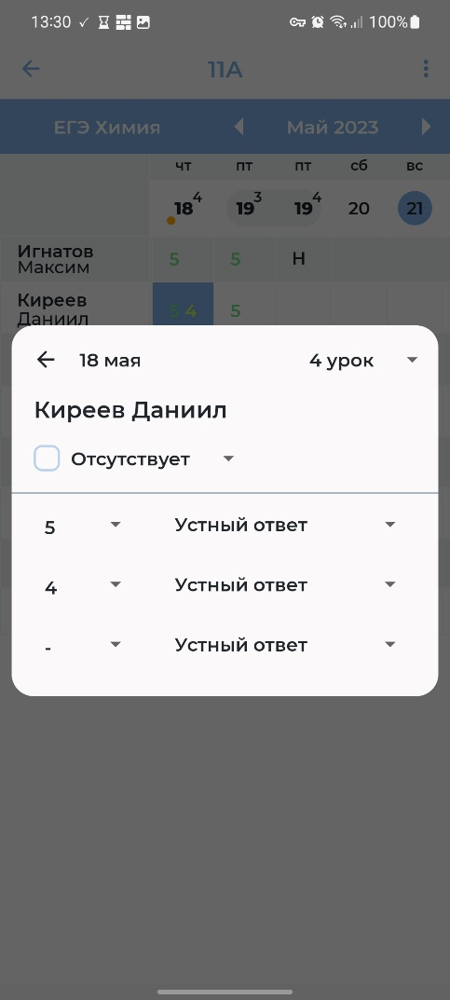 13:30 ✓ 100%
11А
ЕГЭ Химия Май 2023
чт пт пт сб вс
18⁴ 19³ 19⁴ 20 21
Игнатов
Максим
5 5 Н
Киреев
Даниил
5 4 5
18 мая 4 урок
Киреев Даниил
Отсутствует
5 Устный ответ
4 Устный ответ
- Устный ответ